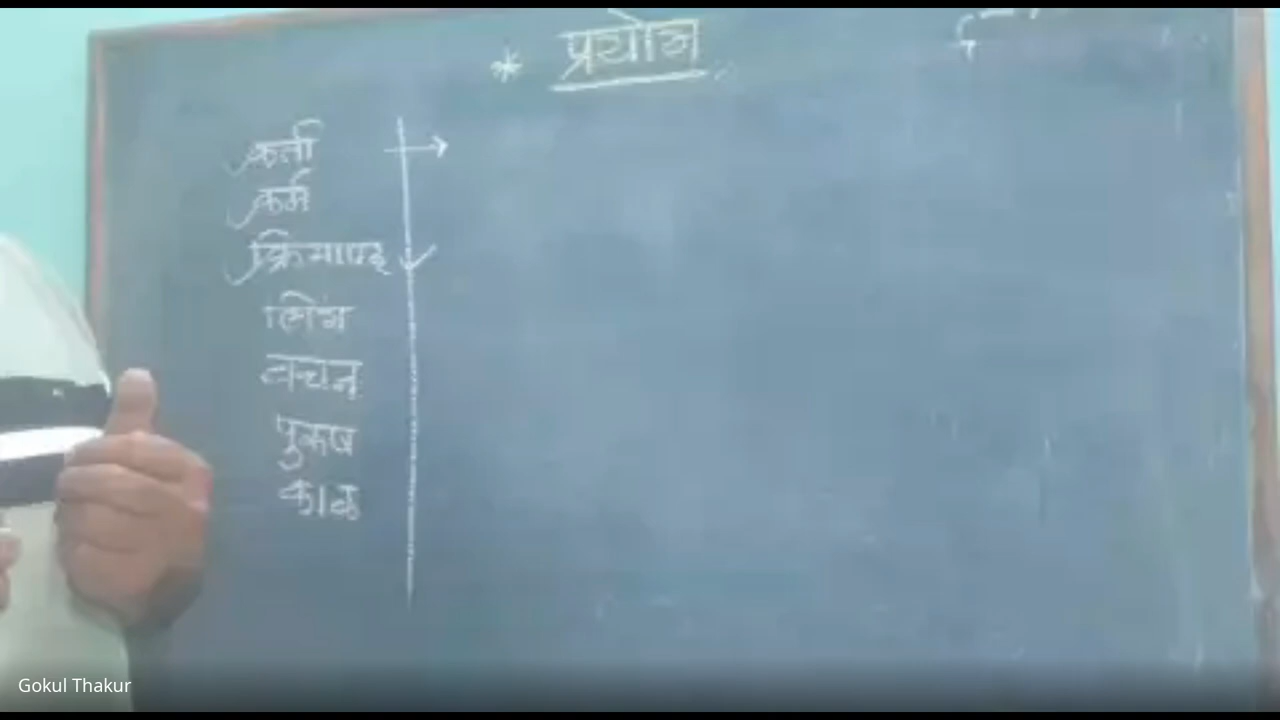 * प्रयोग
कर्ता
कर्म
क्रियापद
लिंग
वचन
पुरुष
काळ
Gokul Thakur